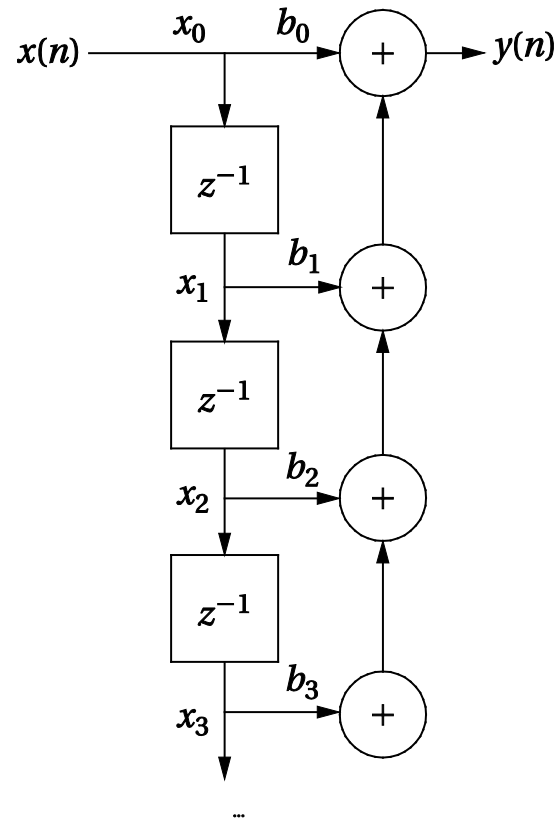 x₀ b₀
x(n) + y(n)
z⁻¹
b₁
x₁ +
z⁻¹
b₂
x₂ +
z⁻¹
b₃
x₃ +
...